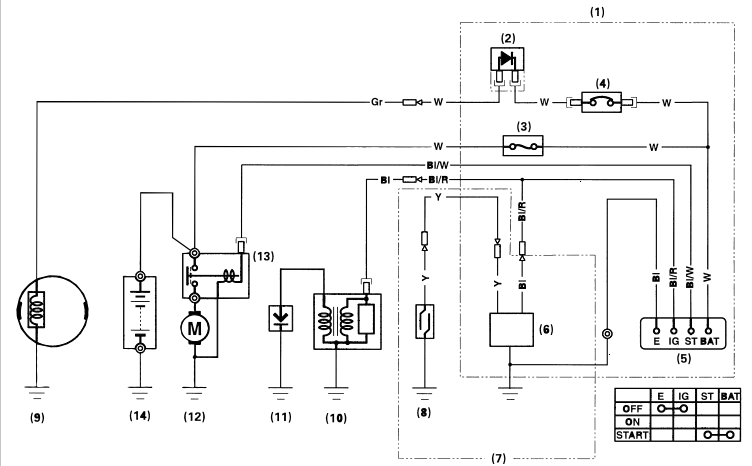 (1)
(2)
(4)
Gr W W W
(3)
W W
Bl/W
Bl Bl/R
Y Bl/R
(13)
Y Y Bl Bl Bl/R Bl/W W
M
(6)
E IG ST BAT
(5)
(9) (14) (12) (11) (10) (8)
(7)
E IG ST BAT
OFF
ON
START